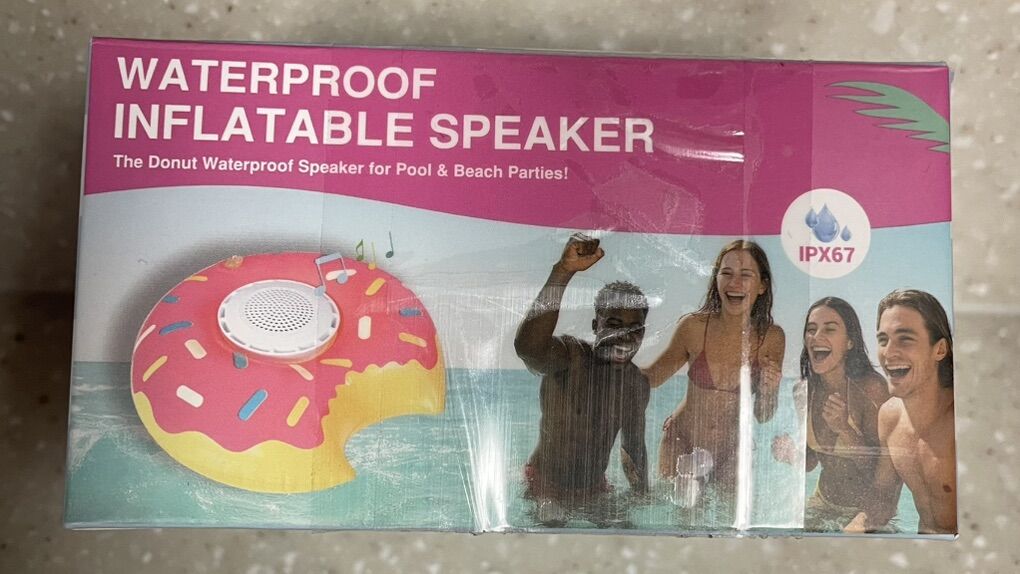 WATERPROOF
INFLATABLE SPEAKER
The Donut Waterproof Speaker for Pool & Beach Parties!
IPX67